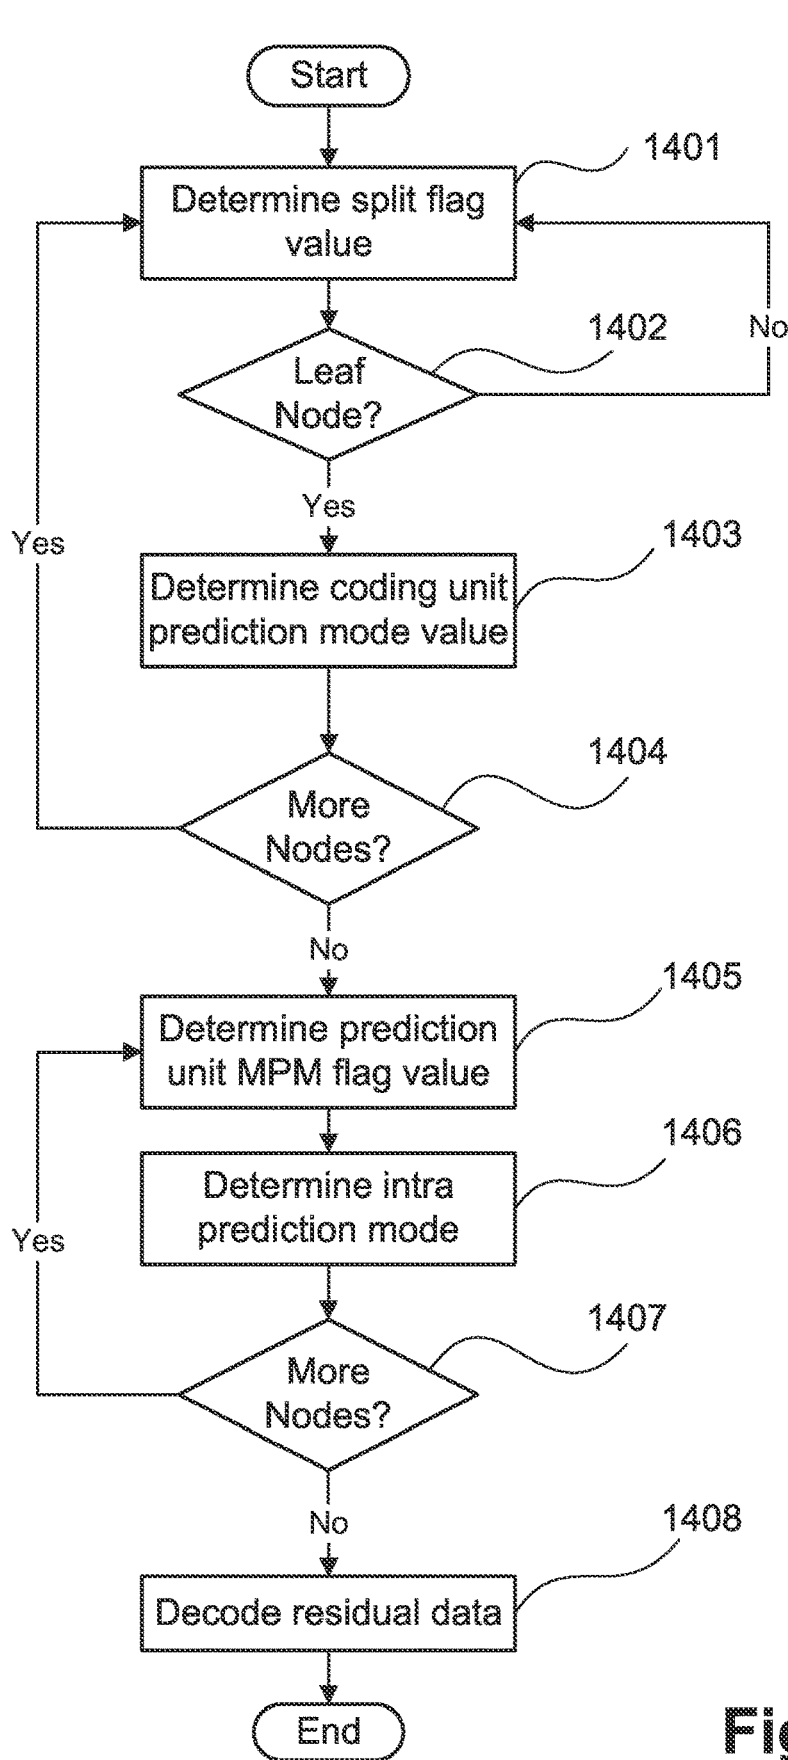 Start
1401
Determine split flag
value
1402
No
Leaf
Node?
Yes
Yes
1403
Determine coding unit
prediction mode value
1404
More
Nodes?
No
1405
Determine prediction
unit MPM flag value
1406
Determine intra
prediction mode
Yes
1407
More
Nodes?
No
1408
Decode residual data
End